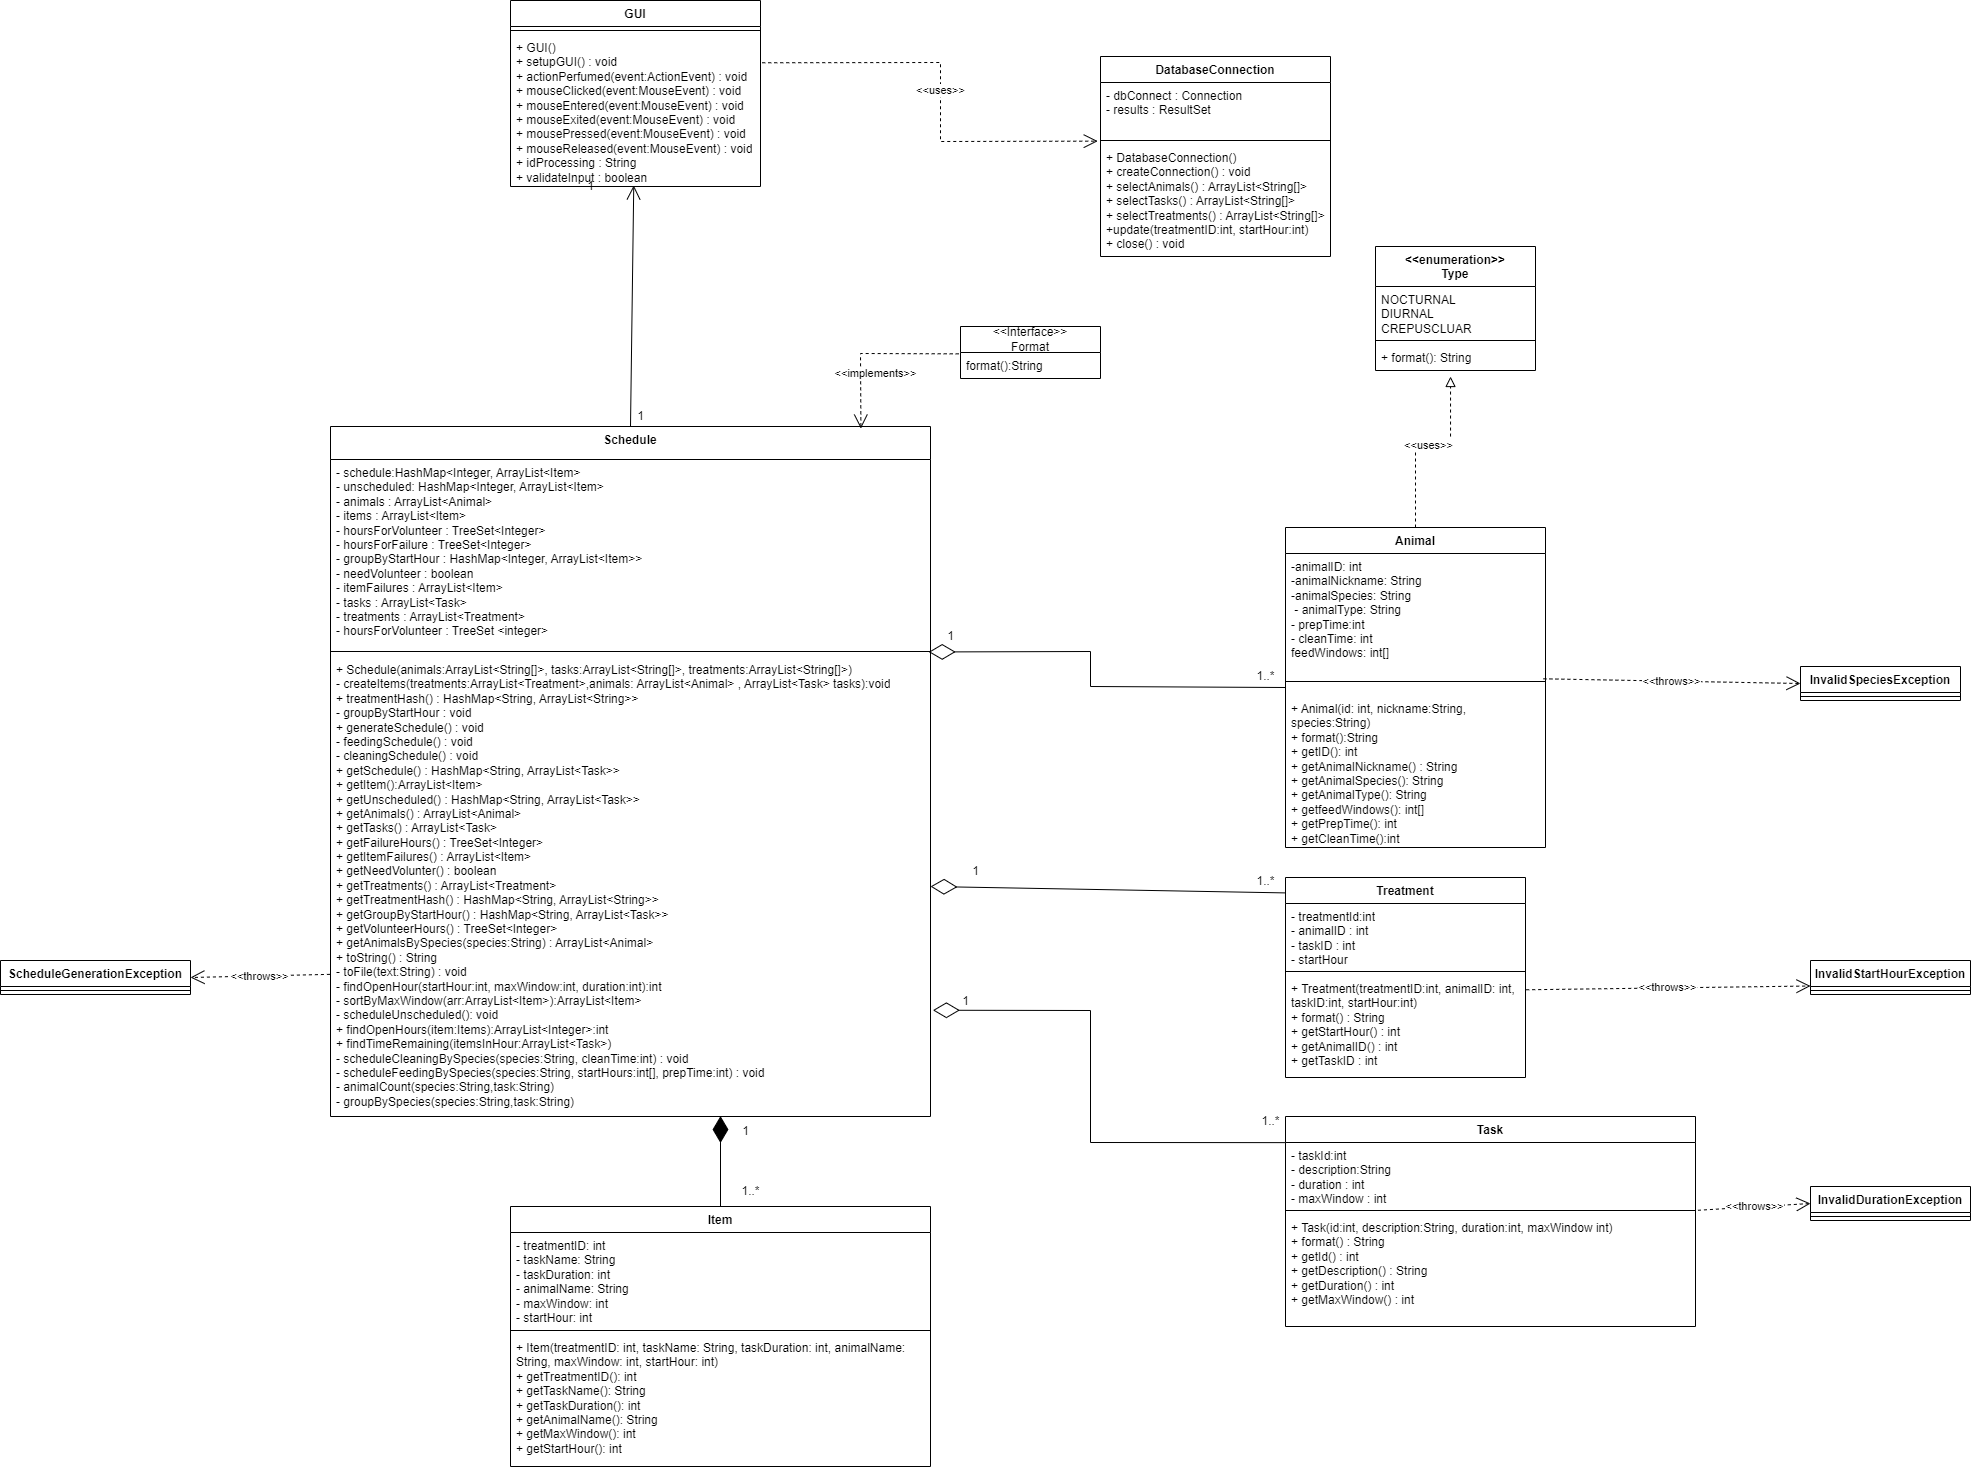 GUI
+ GUI()
+ setupGUI() : void
+ actionPerfumed(event:ActionEvent) : void
+ mouseClicked(event:MouseEvent) : void
+ mouseEntered(event:MouseEvent) : void
+ mouseExited(event:MouseEvent) : void
+ mousePressed(event:MouseEvent) : void
+ mouseReleased(event:MouseEvent) : void
+ idProcessing : String
+ validateInput : boolean
1
<<uses>>
DatabaseConnection
- dbConnect : Connection
- results : ResultSet
+ DatabaseConnection()
+ createConnection() : void
+ selectAnimals() : ArrayList<String[]>
+ selectTasks() : ArrayList<String[]>
+ selectTreatments() : ArrayList<String[]>
+update(treatmentID:int, startHour:int)
+ close() : void
<<enumeration>>
Type
NOCTURNAL
DIURNAL
CREPUSCLUAR
+ format(): String
<<Interface>>
Format
format():String
<<implements>>
1
<<uses>>
Schedule
- schedule:HashMap<Integer, ArrayList<Item>
- unscheduled: HashMap<Integer, ArrayList<Item>
- animals : ArrayList<Animal>
- items : ArrayList<Item>
- hoursForVolunteer : TreeSet<Integer>
- hoursForFailure : TreeSet<Integer>
- groupByStartHour : HashMap<Integer, ArrayList<Item>>
- needVolunteer : boolean
- itemFailures : ArrayList<Item>
- tasks : ArrayList<Task>
- treatments : ArrayList<Treatment>
- hoursForVolunteer : TreeSet <integer>
+ Schedule(animals:ArrayList<String[]>, tasks:ArrayList<String[]>, treatments:ArrayList<String[]>)
- createItems(treatments:ArrayList<Treatment>,animals: ArrayList<Animal> , ArrayList<Task> tasks):void
+ treatmentHash() : HashMap<String, ArrayList<String>>
- groupByStartHour : void
+ generateSchedule() : void
- feedingSchedule() : void
- cleaningSchedule() : void
+ getSchedule() : HashMap<String, ArrayList<Task>>
+ getItem():ArrayList<Item>
+ getUnscheduled() : HashMap<String, ArrayList<Task>>
+ getAnimals() : ArrayList<Animal>
+ getTasks() : ArrayList<Task>
+ getFailureHours() : TreeSet<Integer>
+ getItemFailures() : ArrayList<Item>
+ getNeedVolunter() : boolean
+ getTreatments() : ArrayList<Treatment>
+ getTreatmentHash() : HashMap<String, ArrayList<String>>
+ getGroupByStartHour() : HashMap<String, ArrayList<Task>>
+ getVolunteerHours() : TreeSet<Integer>
+ getAnimalsBySpecies(species:String) : ArrayList<Animal>
+ toString() : String
- toFile(text:String) : void
- findOpenHour(startHour:int, maxWindow:int, duration:int):int
- sortByMaxWindow(arr:ArrayList<Item>):ArrayList<Item>
- scheduleUnscheduled(): void
+ findOpenHours(item:Items):ArrayList<Integer>:int
+ findTimeRemaining(itemsInHour:ArrayList<Task>)
- scheduleCleaningBySpecies(species:String, cleanTime:int) : void
- scheduleFeedingBySpecies(species:String, startHours:int[], prepTime:int) : void
- animalCount(species:String,task:String)
- groupBySpecies(species:String,task:String)
Animal
-animalID: int
-animalNickname: String
-animalSpecies: String
- animalType: String
- prepTime:int
- cleanTime: int
feedWindows: int[]
+ Animal(id: int, nickname:String,
species:String)
+ format():String
+ getID(): int
+ getAnimalNickname() : String
+ getAnimalSpecies(): String
+ getAnimalType(): String
+ getfeedWindows(): int[]
+ getPrepTime(): int
+ getCleanTime():int
1
1..*
<<throws>>
InvalidSpeciesException
1
1..*
Treatment
- treatmentId:int
- animalID : int
- taskID : int
- startHour
+ Treatment(treatmentID:int, animalID: int,
taskID:int, startHour:int)
+ format() : String
+ getStartHour() : int
+ getAnimalID() : int
+ getTaskID : int
<<throws>>
InvalidStartHourException
ScheduleGenerationException
<<throws>>
1
1..*
Task
- taskId:int
- description:String
- duration : int
- maxWindow : int
+ Task(id:int, description:String, duration:int, maxWindow int)
+ format() : String
+ getId() : int
+ getDescription() : String
+ getDuration() : int
+ getMaxWindow() : int
<<throws>>
InvalidDurationException
1
1..*
Item
- treatmentID: int
- taskName: String
- taskDuration: int
- animalName: String
- maxWindow: int
- startHour: int
+ Item(treatmentID: int, taskName: String, taskDuration: int, animalName:
String, maxWindow: int, startHour: int)
+ getTreatmentID(): int
+ getTaskName(): String
+ getTaskDuration(): int
+ getAnimalName(): String
+ getMaxWindow(): int
+ getStartHour(): int